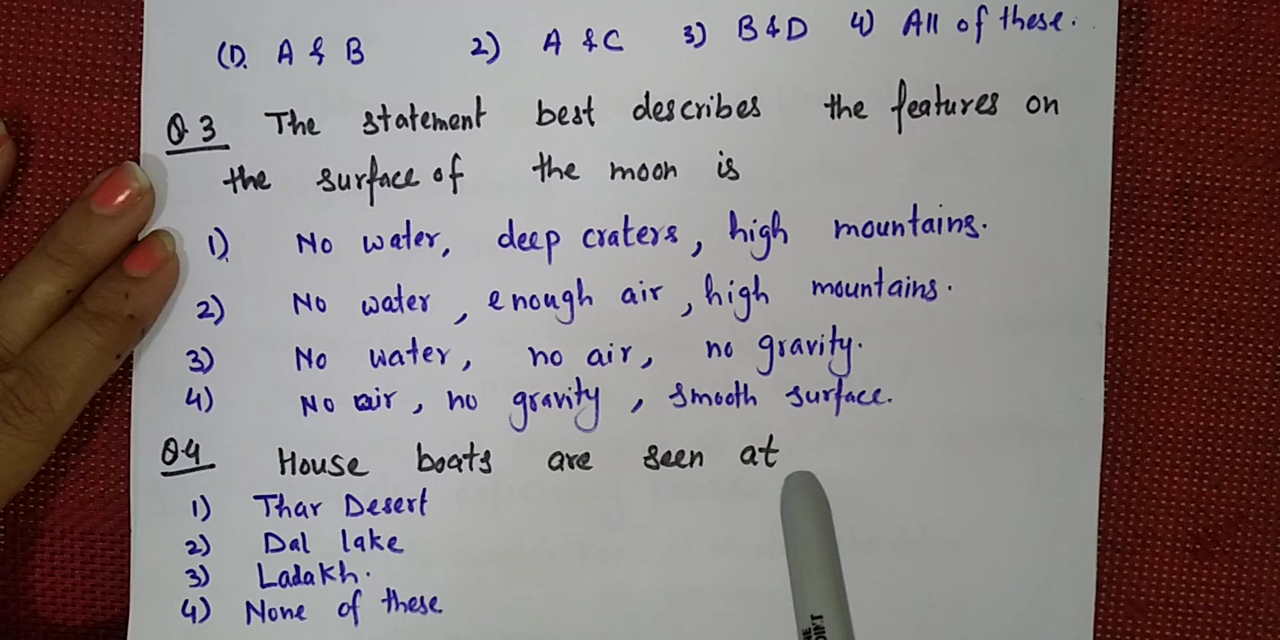 (1). A & B 2) A & C 3) B & D 4) All of these.
Q 3 The statement best describes the features on
the surface of the moon is
1). No water, deep craters, high mountains.
2) No water, enough air, high mountains.
3) No water, no air, no gravity.
4) No air, no gravity, smooth surface.
Q4 House boats are seen at
1) Thar Desert
2) Dal lake
3) Ladakh.
4) None of these